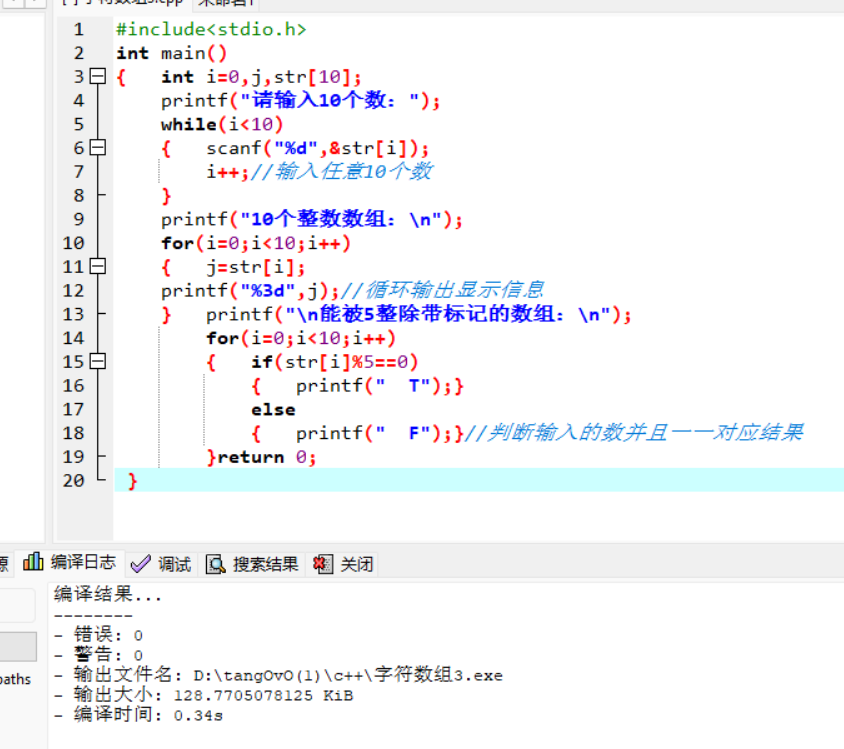 字符数组3.cpp 未命名1
1 #include<stdio.h>
2 int main()
3 { int i=0,j,str[10];
4 printf("请输入10个数: ");
5 while(i<10)
6 { scanf("%d",&str[i]);
7 i++;//输入任意10个数
8 }
9 printf("10个整数数组: \n");
10 for(i=0;i<10;i++)
11 { j=str[i];
12 printf("%3d",j);//循环输出显示信息
13 } printf("\n能被5整除带标记的数组: \n");
14 for(i=0;i<10;i++)
15 { if(str[i]%5==0)
16 { printf("  T");}
17 else
18 { printf("  F");}//判断输入的数并且一一对应结果
19 }return 0;
20 }
源 编译日志 调试 搜索结果 关闭
编译结果...
--------
- 错误: 0
- 警告: 0
- 输出文件名: D:\tangOvO(1)\c++\字符数组3.exe
- 输出大小: 128.7705078125 KiB
- 编译时间: 0.34s
paths